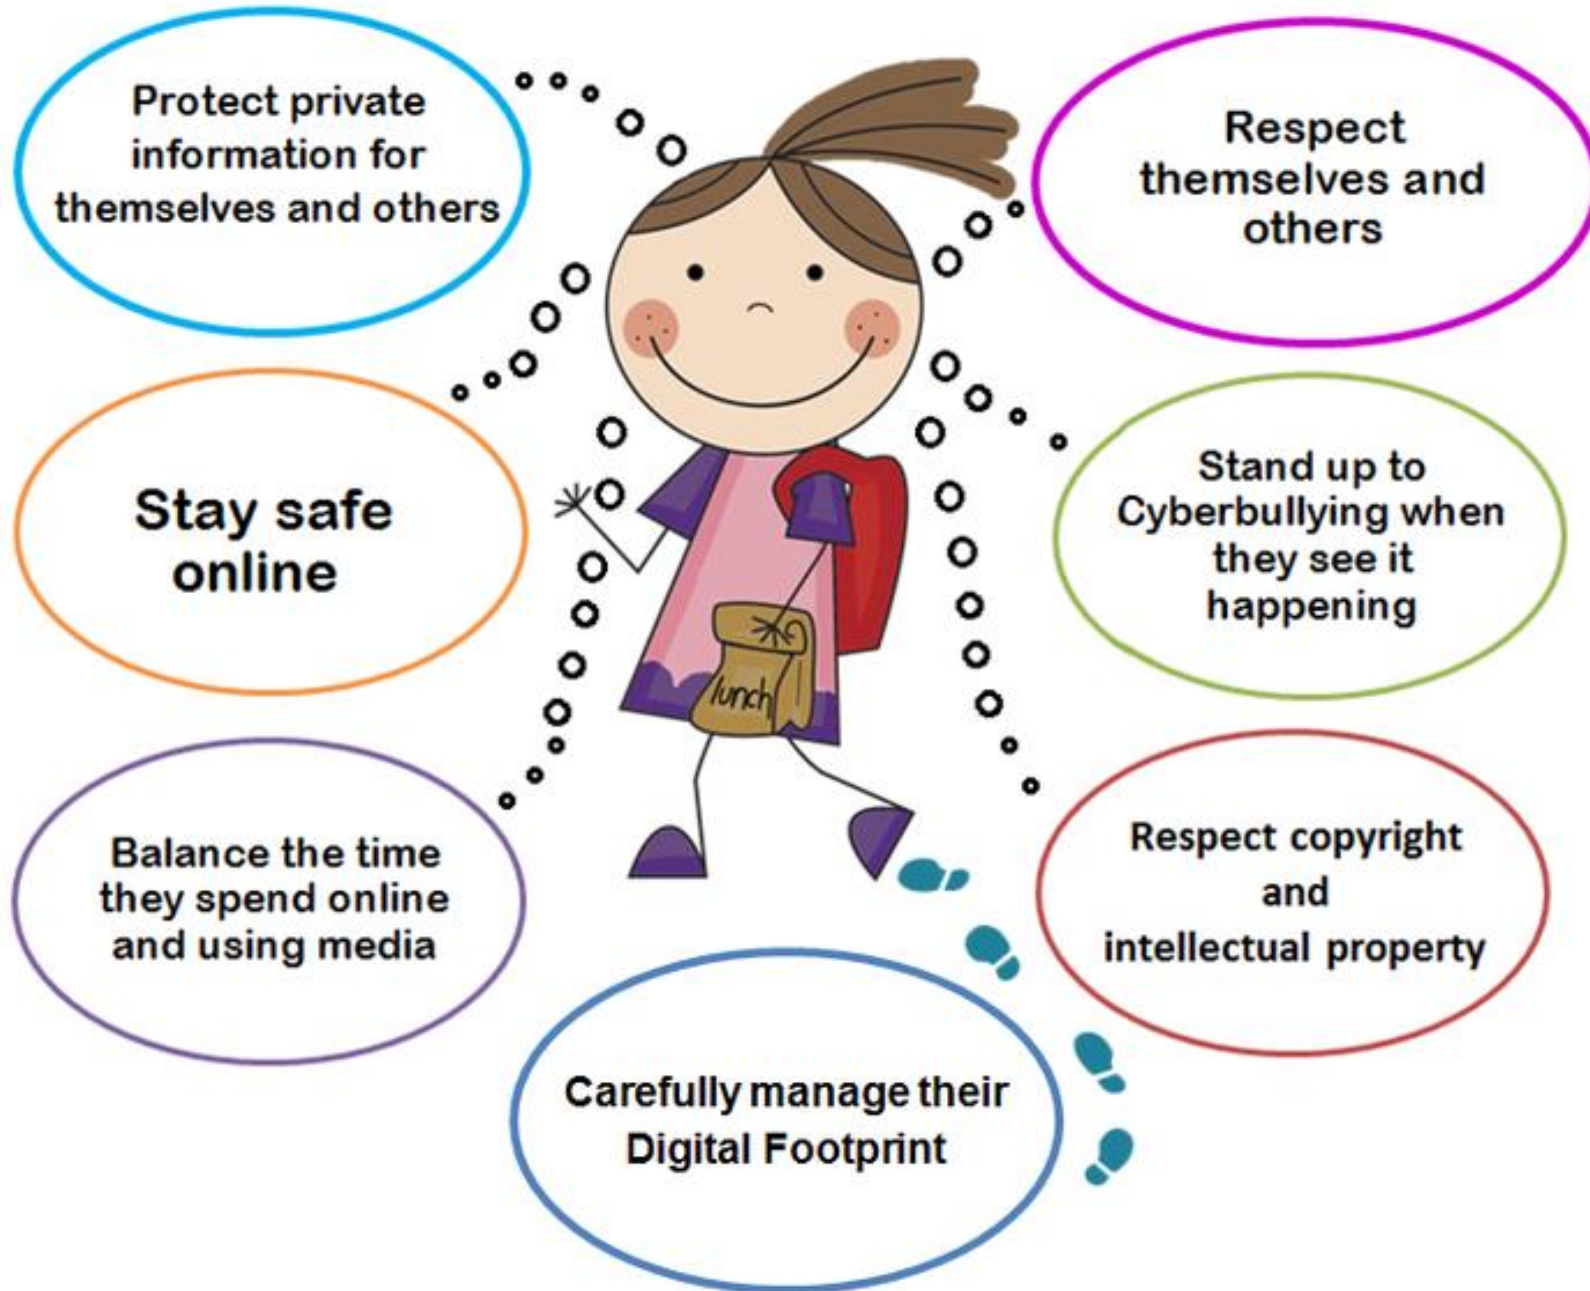 Protect private
information for
themselves and others
Respect
themselves and
others
Stay safe
online
Stand up to
Cyberbullying when
they see it
happening
lunch
Balance the time
they spend online
and using media
Respect copyright
and
intellectual property
Carefully manage their
Digital Footprint